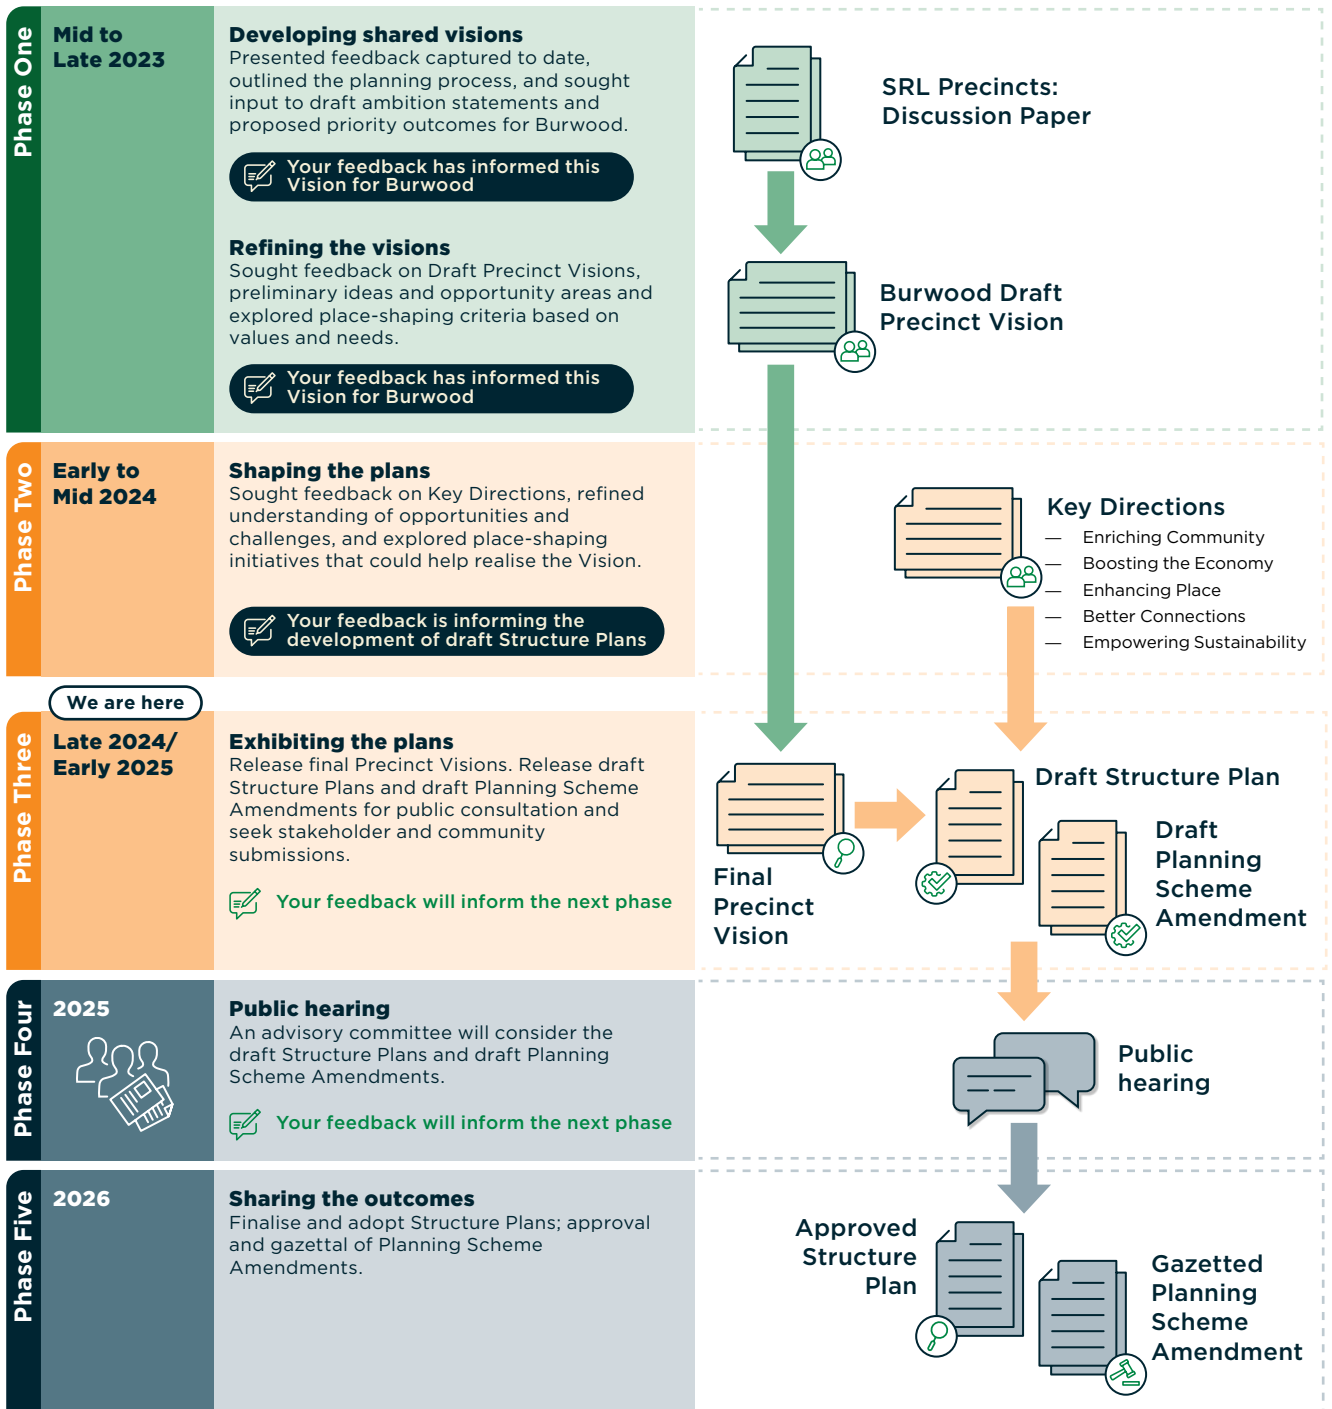 Phase One
Mid to
Late 2023
Developing shared visions
Presented feedback captured to date,
outlined the planning process, and sought
input to draft ambition statements and
proposed priority outcomes for Burwood.
Your feedback has informed this
Vision for Burwood
Refining the visions
Sought feedback on Draft Precinct Visions,
preliminary ideas and opportunity areas and
explored place-shaping criteria based on
values and needs.
Your feedback has informed this
Vision for Burwood
SRL Precincts:
Discussion Paper
Burwood Draft
Precinct Vision
Phase Two
Early to
Mid 2024
Shaping the plans
Sought feedback on Key Directions, refined
understanding of opportunities and
challenges, and explored place-shaping
initiatives that could help realise the Vision.
Your feedback is informing the
development of draft Structure Plans
Key Directions
— Enriching Community
— Boosting the Economy
— Enhancing Place
— Better Connections
— Empowering Sustainability
We are here
Phase Three
Late 2024/
Early 2025
Exhibiting the plans
Release final Precinct Visions. Release draft
Structure Plans and draft Planning Scheme
Amendments for public consultation and
seek stakeholder and community
submissions.
Your feedback will inform the next phase
Final
Precinct
Vision
Draft Structure Plan
Draft
Planning
Scheme
Amendment
Phase Four
2025
Public hearing
An advisory committee will consider the
draft Structure Plans and draft Planning
Scheme Amendments.
Your feedback will inform the next phase
Public
hearing
Phase Five
2026
Sharing the outcomes
Finalise and adopt Structure Plans; approval
and gazettal of Planning Scheme
Amendments.
Approved
Structure
Plan
Gazetted
Planning
Scheme
Amendment